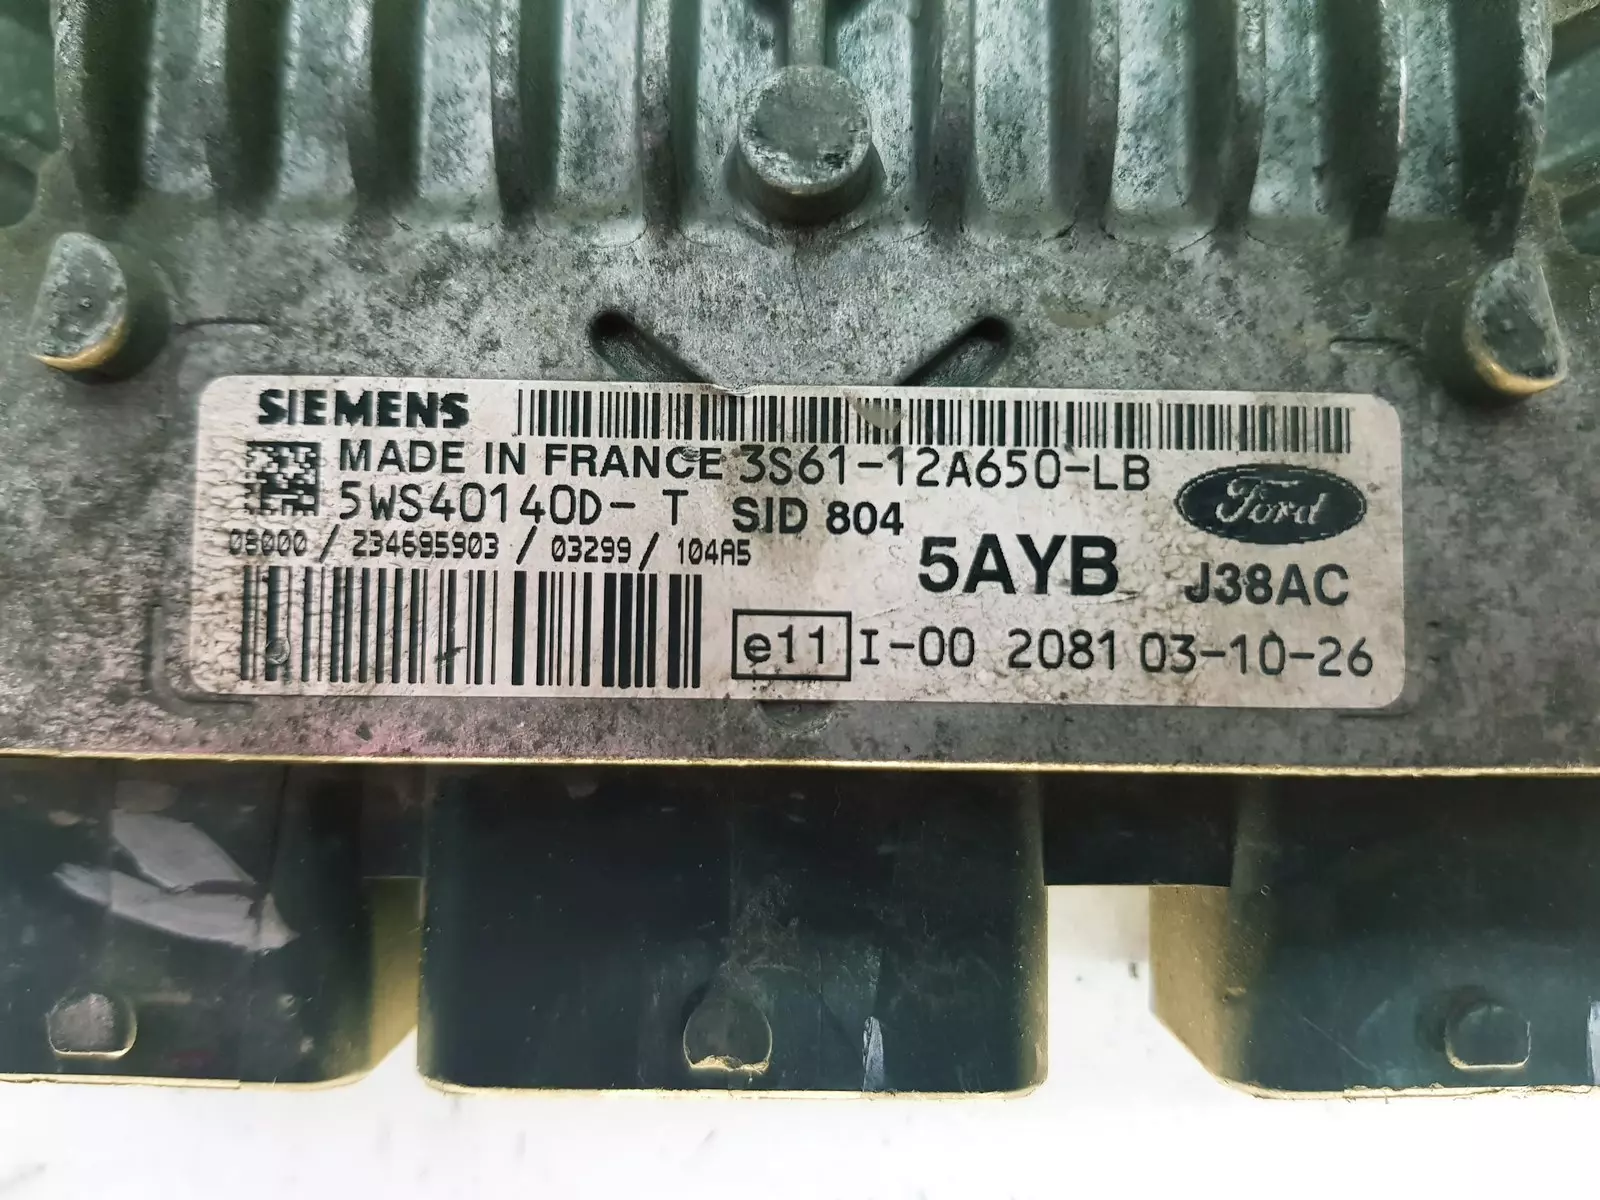 SIEMENS
MADE IN FRANCE 3S61-12A650-LB
5WS40140D- T SID 804
Ford
08000 / 234695903 / 03299 / 104A5
5AYB J38AC
e11 I-00 2081 03-10-26